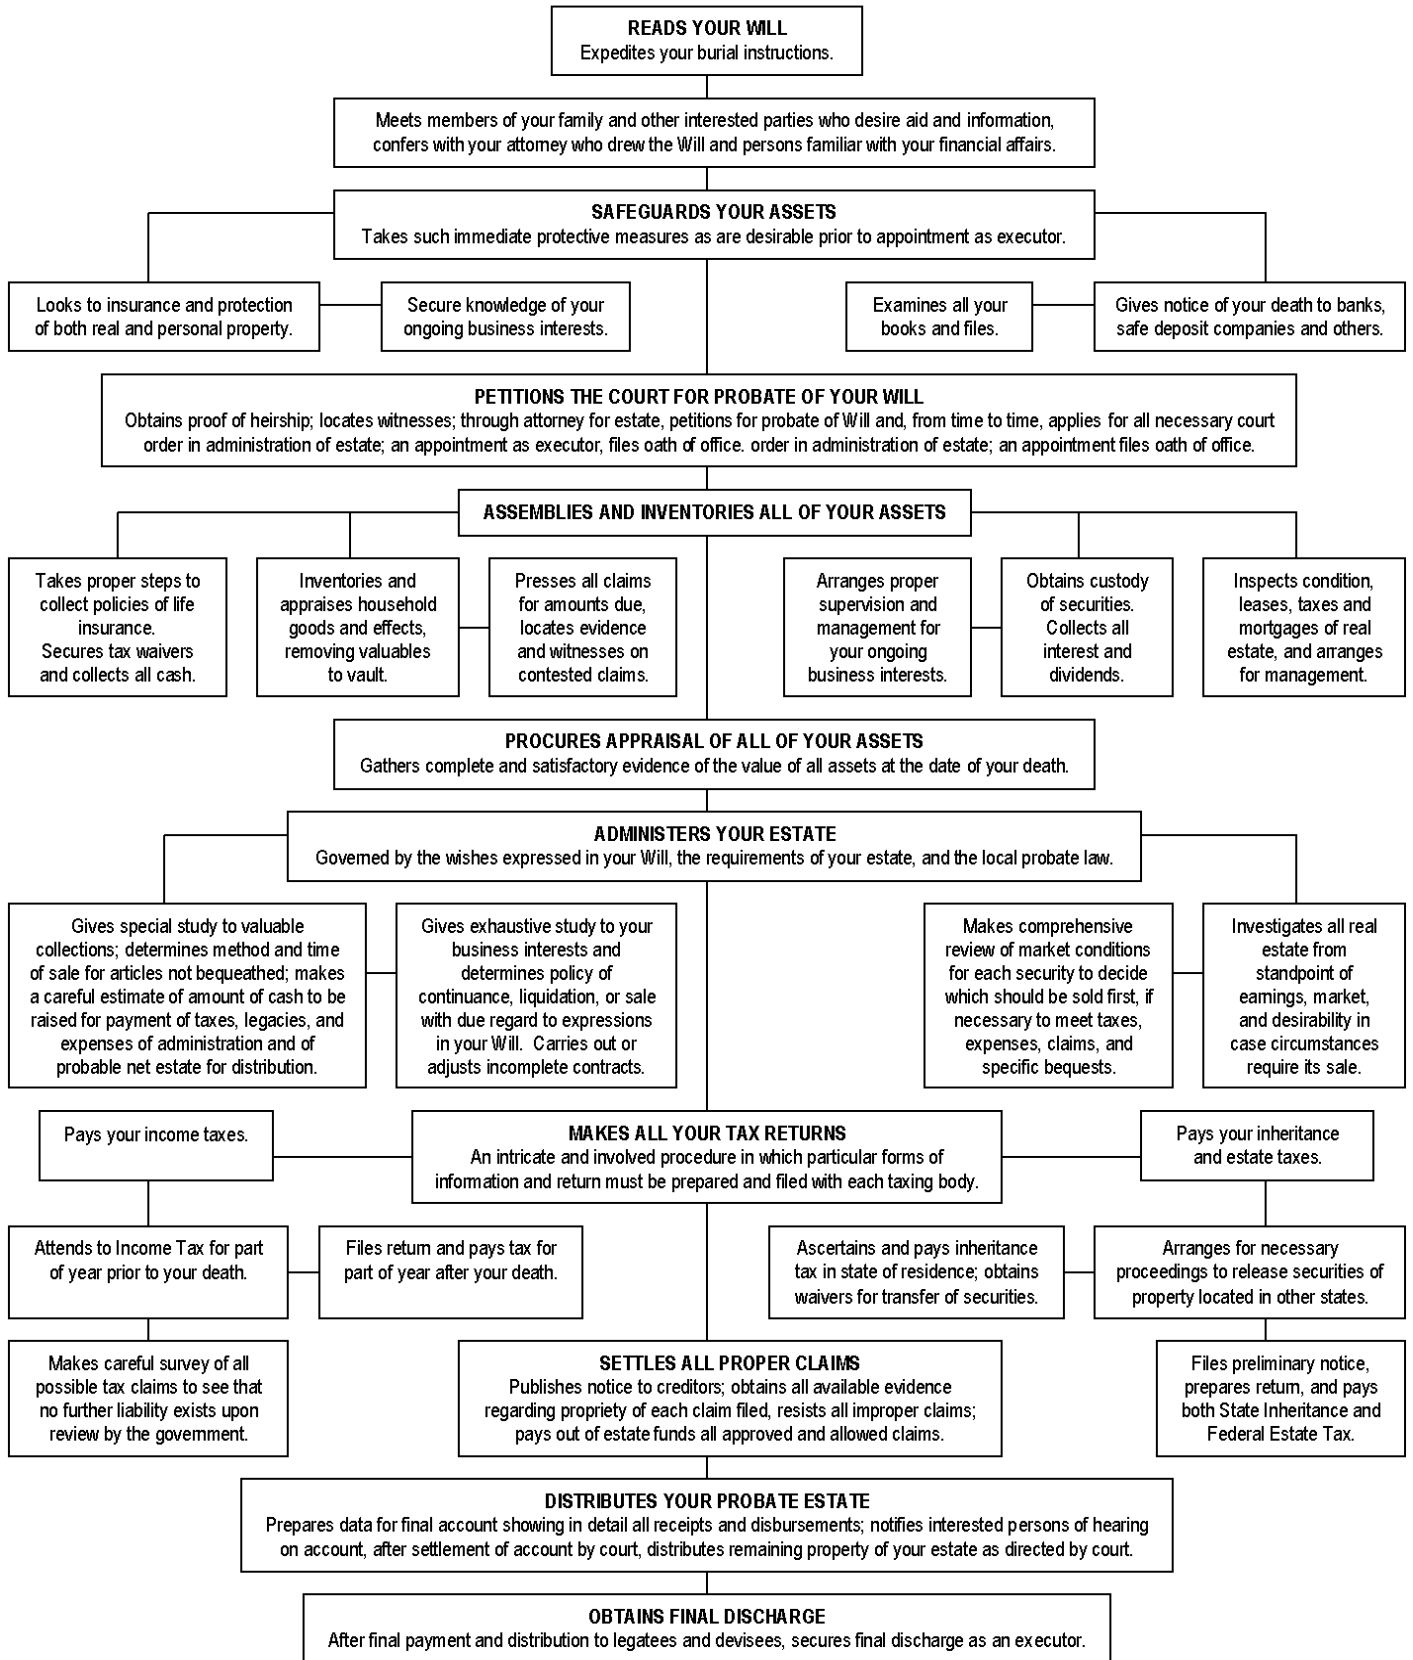 READS YOUR WILL
Expedites your burial instructions.
Meets members of your family and other interested parties who desire aid and information,
confers with your attorney who drew the Will and persons familiar with your financial affairs.
SAFEGUARDS YOUR ASSETS
Takes such immediate protective measures as are desirable prior to appointment as executor.
Looks to insurance and protection
of both real and personal property.
Secure knowledge of your
ongoing business interests.
Examines all your
books and files.
Gives notice of your death to banks,
safe deposit companies and others.
PETITIONS THE COURT FOR PROBATE OF YOUR WILL
Obtains proof of heirship; locates witnesses; through attorney for estate, petitions for probate of Will and, from time to time, applies for all necessary court
order in administration of estate; an appointment as executor, files oath of office. order in administration of estate; an appointment files oath of office.
ASSEMBLIES AND INVENTORIES ALL OF YOUR ASSETS
Takes proper steps to
collect policies of life
insurance.
Secures tax waivers
and collects all cash.
Inventories and
appraises household
goods and effects,
removing valuables
to vault.
Presses all claims
for amounts due,
locates evidence
and witnesses on
contested claims.
Arranges proper
supervision and
management for
your ongoing
business interests.
Obtains custody
of securities.
Collects all
interest and
dividends.
Inspects condition,
leases, taxes and
mortgages of real
estate, and arranges
for management.
PROCURES APPRAISAL OF ALL OF YOUR ASSETS
Gathers complete and satisfactory evidence of the value of all assets at the date of your death.
ADMINISTERS YOUR ESTATE
Governed by the wishes expressed in your Will, the requirements of your estate, and the local probate law.
Gives special study to valuable
collections; determines method and time
of sale for articles not bequeathed; makes
a careful estimate of amount of cash to be
raised for payment of taxes, legacies, and
expenses of administration and of
probable net estate for distribution.
Gives exhaustive study to your
business interests and
determines policy of
continuance, liquidation, or sale
with due regard to expressions
in your Will. Carries out or
adjusts incomplete contracts.
Makes comprehensive
review of market conditions
for each security to decide
which should be sold first, if
necessary to meet taxes,
expenses, claims, and
specific bequests.
Investigates all real
estate from
standpoint of
earnings, market,
and desirability in
case circumstances
require its sale.
Pays your income taxes.
MAKES ALL YOUR TAX RETURNS
An intricate and involved procedure in which particular forms of
information and return must be prepared and filed with each taxing body.
Pays your inheritance
and estate taxes.
Attends to Income Tax for part
of year prior to your death.
Files return and pays tax for
part of year after your death.
Ascertains and pays inheritance
tax in state of residence; obtains
waivers for transfer of securities.
Arranges for necessary
proceedings to release securities of
property located in other states.
Makes careful survey of all
possible tax claims to see that
no further liability exists upon
review by the government.
SETTLES ALL PROPER CLAIMS
Publishes notice to creditors; obtains all available evidence
regarding propriety of each claim filed, resists all improper claims;
pays out of estate funds all approved and allowed claims.
Files preliminary notice,
prepares return, and pays
both State Inheritance and
Federal Estate Tax.
DISTRIBUTES YOUR PROBATE ESTATE
Prepares data for final account showing in detail all receipts and disbursements; notifies interested persons of hearing
on account, after settlement of account by court, distributes remaining property of your estate as directed by court.
OBTAINS FINAL DISCHARGE
After final payment and distribution to legatees and devisees, secures final discharge as an executor.